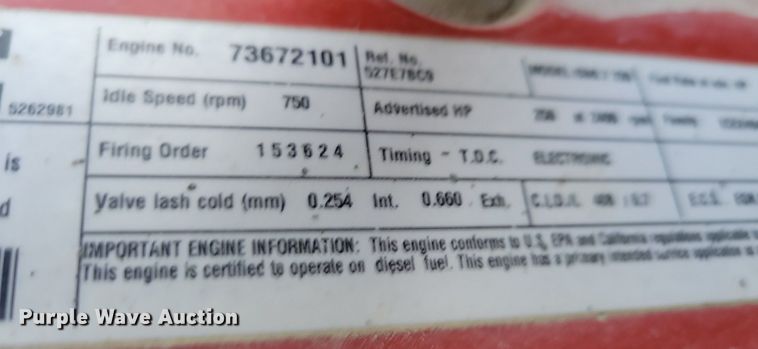 Engine No. 73672101 Ref. No.
527E78C9
5262981 Idle Speed (rpm) 750 Advertised HP
is Firing Order 153624 Timing - T.D.C. ELECTRONIC
d Valve lash cold (mm) 0.254 Int. 0.660 Exh.
IMPORTANT ENGINE INFORMATION: This engine conforms to U.S. EPA and California regulations applicable
This engine is certified to operate on diesel fuel. This engine has a primary intended service application
Purple Wave Auction